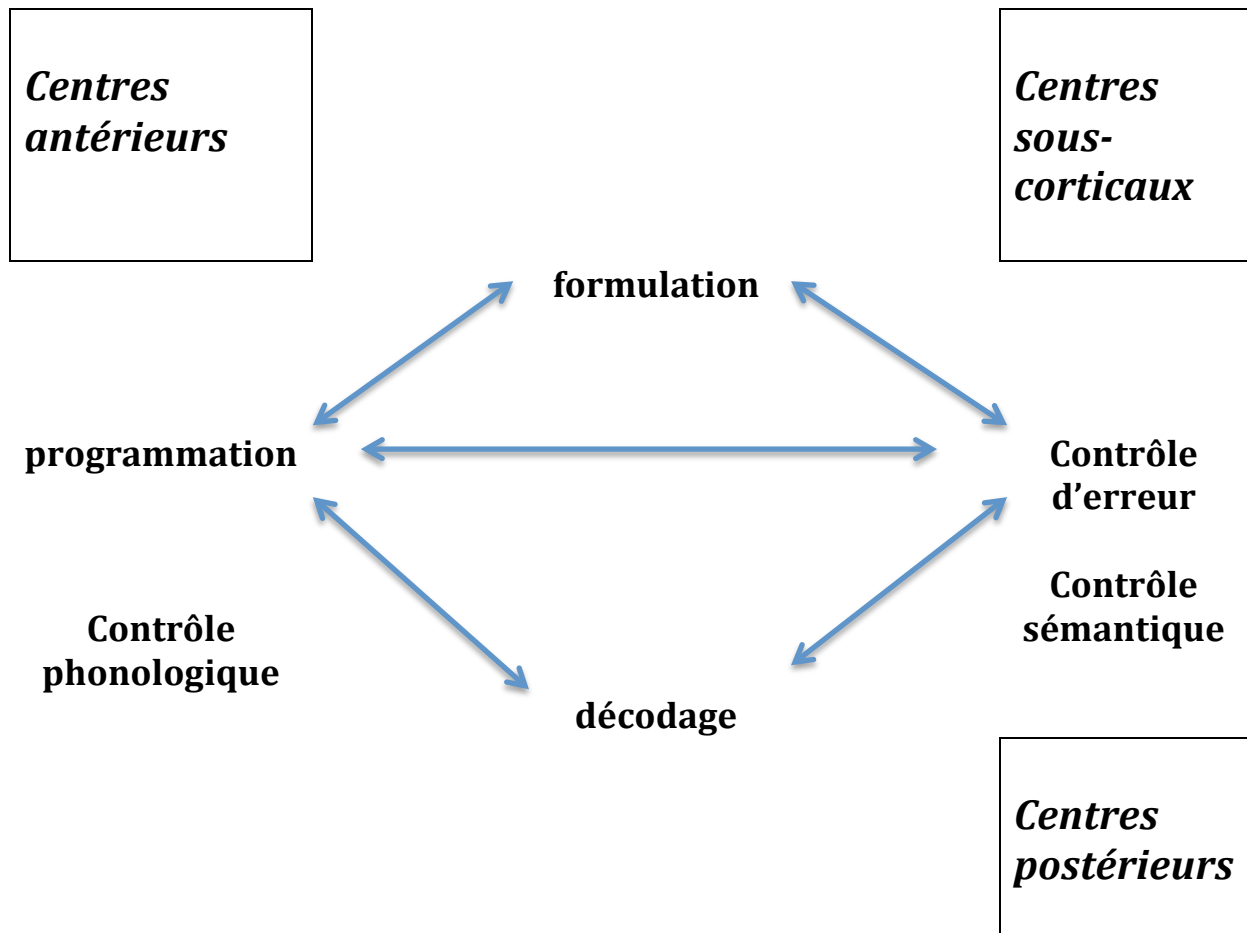 Centres
antérieurs
Centres
sous-
corticaux
formulation
programmation
Contrôle
d’erreur
Contrôle
phonologique
Contrôle
sémantique
décodage
Centres
postérieurs